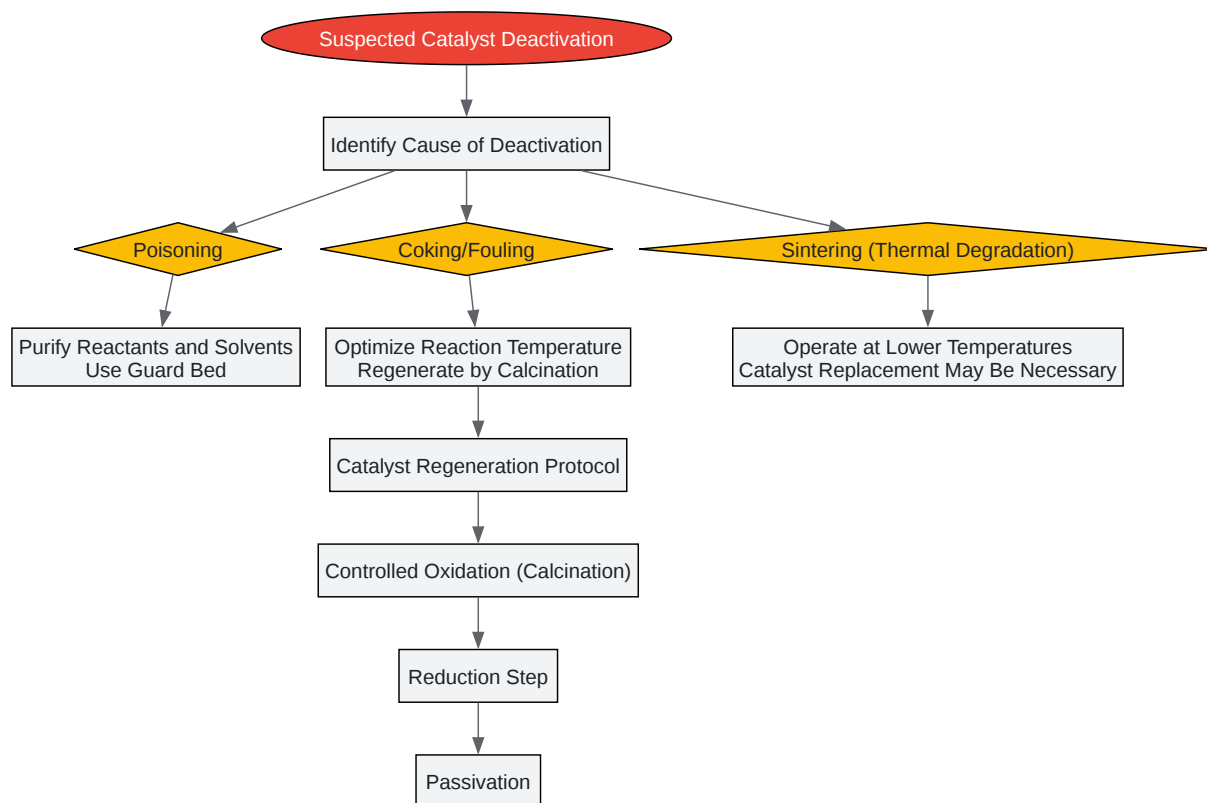 Suspected Catalyst Deactivation
Identify Cause of Deactivation
Poisoning
Coking/Fouling
Sintering (Thermal Degradation)
Purify Reactants and Solvents
Use Guard Bed
Optimize Reaction Temperature
Regenerate by Calcination
Operate at Lower Temperatures
Catalyst Replacement May Be Necessary
Catalyst Regeneration Protocol
Controlled Oxidation (Calcination)
Reduction Step
Passivation